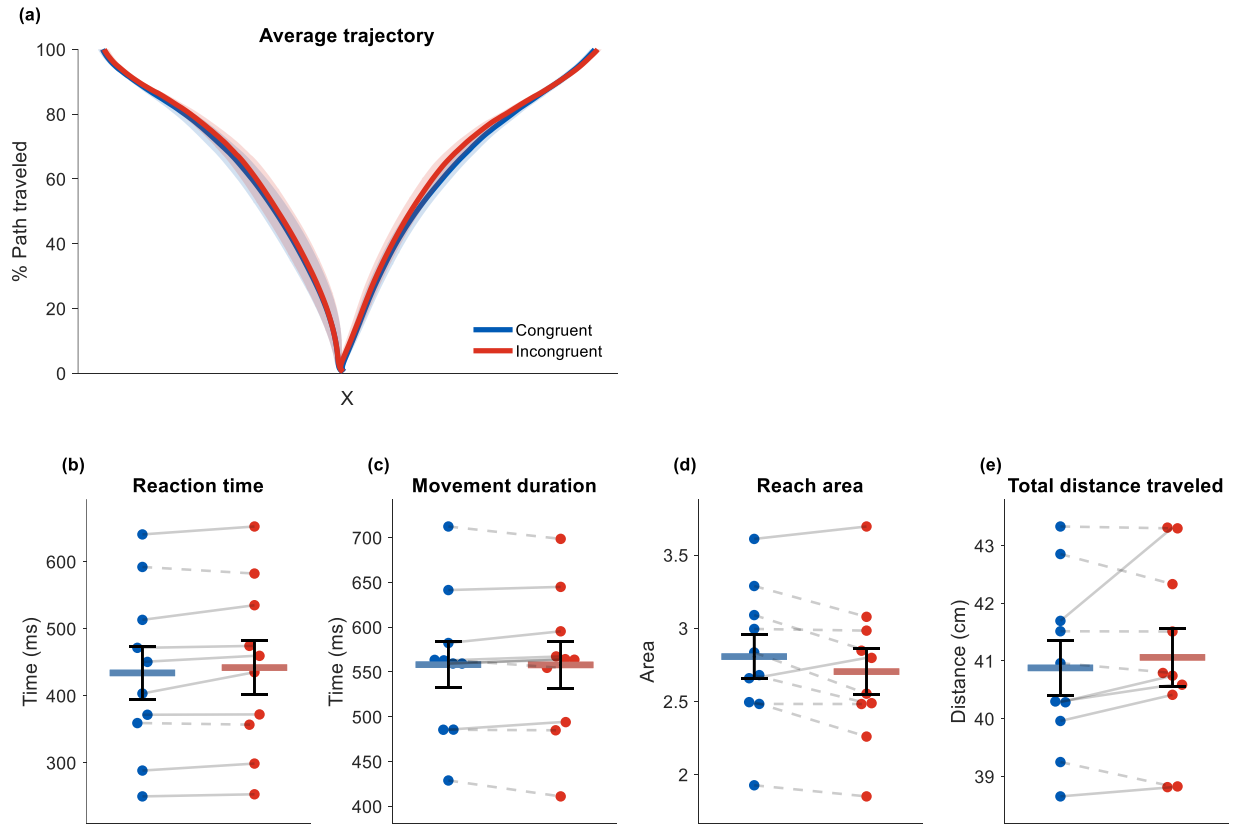 (a)
Average trajectory
100
80
60
40
20
0
% Path traveled
X
Congruent
Incongruent
(b)
Reaction time
600
500
400
300
Time (ms)
(c)
Movement duration
700
650
600
550
500
450
400
Time (ms)
(d)
Reach area
3.5
3
2.5
2
Area
(e)
Total distance traveled
43
42
41
40
39
Distance (cm)